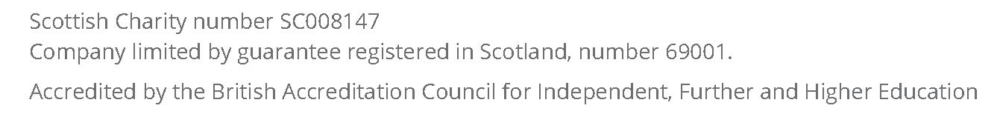 Scottish Charity number SC008147
Company limited by guarantee registered in Scotland, number 69001.
Accredited by the British Accreditation Council for Independent, Further and Higher Education